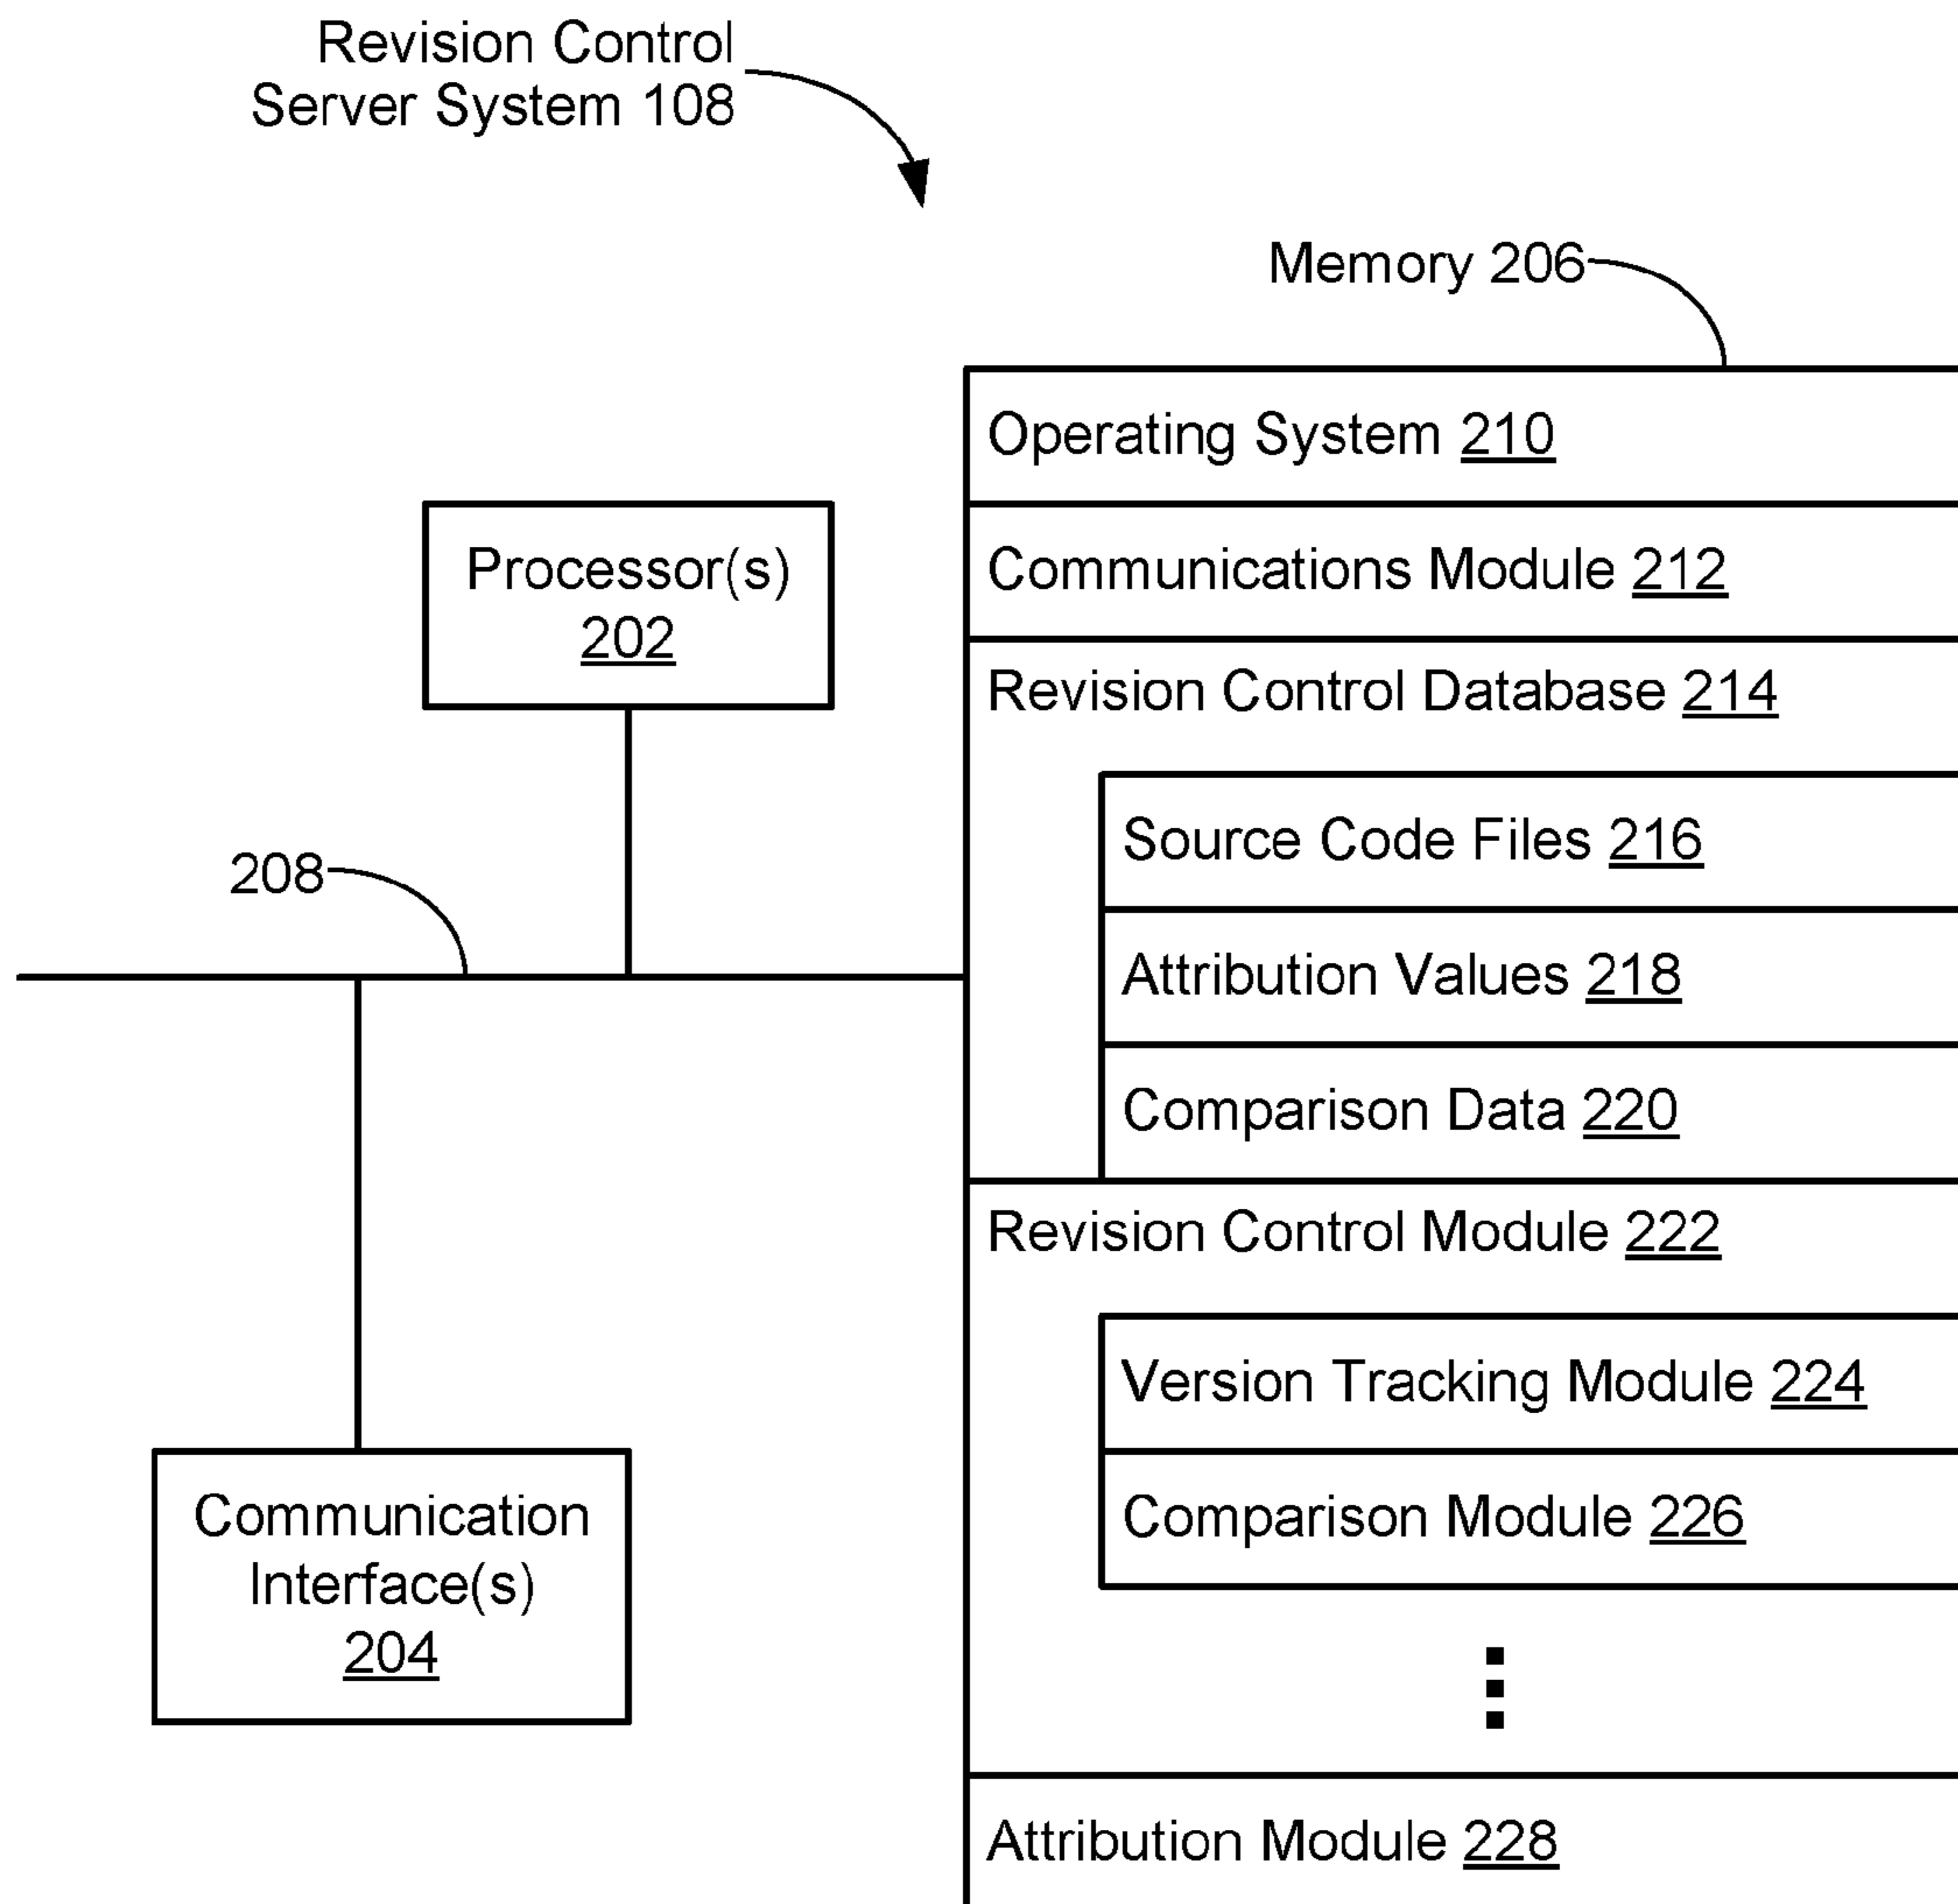 Revision Control
Server System 108
Memory 206
Operating System 210
Processor(s)
202
Communications Module 212
Revision Control Database 214
Source Code Files 216
208
Attribution Values 218
Comparison Data 220
Revision Control Module 222
Version Tracking Module 224
Communication
Interface(s)
204
Comparison Module 226
Attribution Module 228